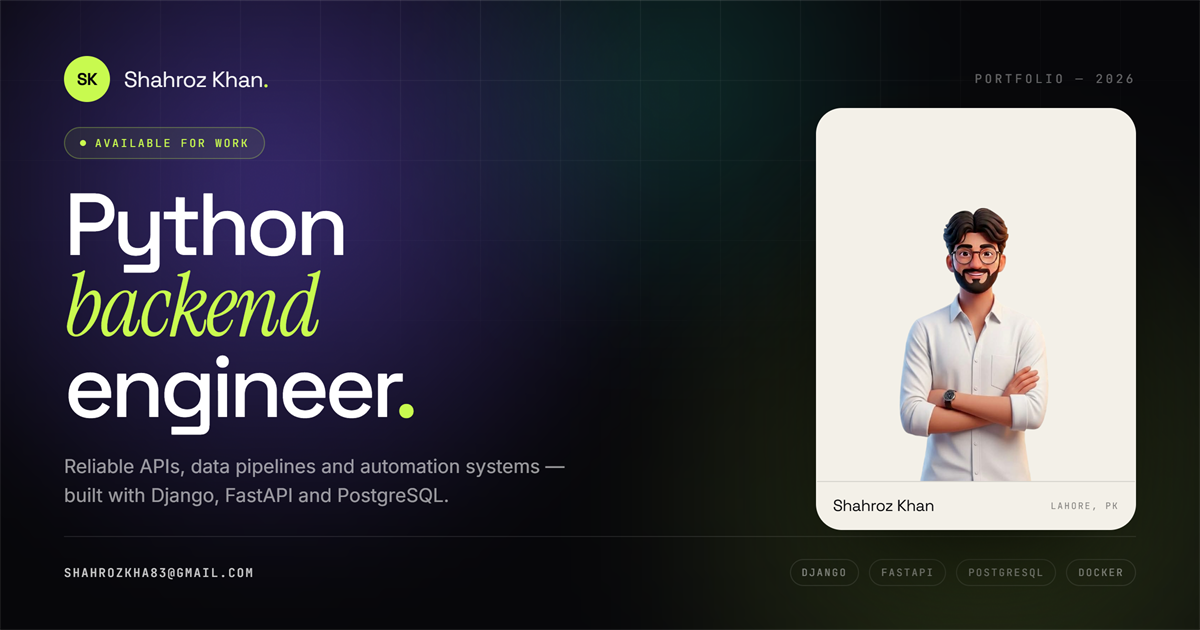 SK
Shahroz Khan.
PORTFOLIO — 2026
AVAILABLE FOR WORK
Python
backend
engineer.
Reliable APIs, data pipelines and automation systems —
built with Django, FastAPI and PostgreSQL.
Shahroz Khan
LAHORE, PK
SHAHROZKHA83@GMAIL.COM
DJANGO
FASTAPI
POSTGRESQL
DOCKER